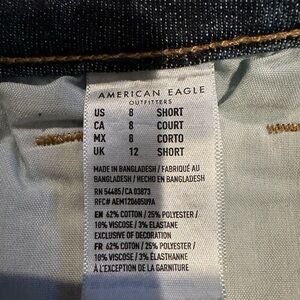 AMERICAN EAGLE
OUTFITTERS
US 8 SHORT
CA 8 COURT
MX 8 CORTO
UK 12 SHORT
MADE IN BANGLADESH / FABRIQUÉ AU
BANGLADESH / HECHO EN BANGLADESH
RN 54485/CA 03873
RFC# AEMT20605U9A
EN 62% COTTON / 25% POLYESTER /
10% VISCOSE / 3% ELASTANE
EXCLUSIVE OF DECORATION
FR 62% COTON / 25% POLYESTER /
10% VISCOSE / 3% ÉLASTHANNE
À L'EXCEPTION DE LA GARNITURE